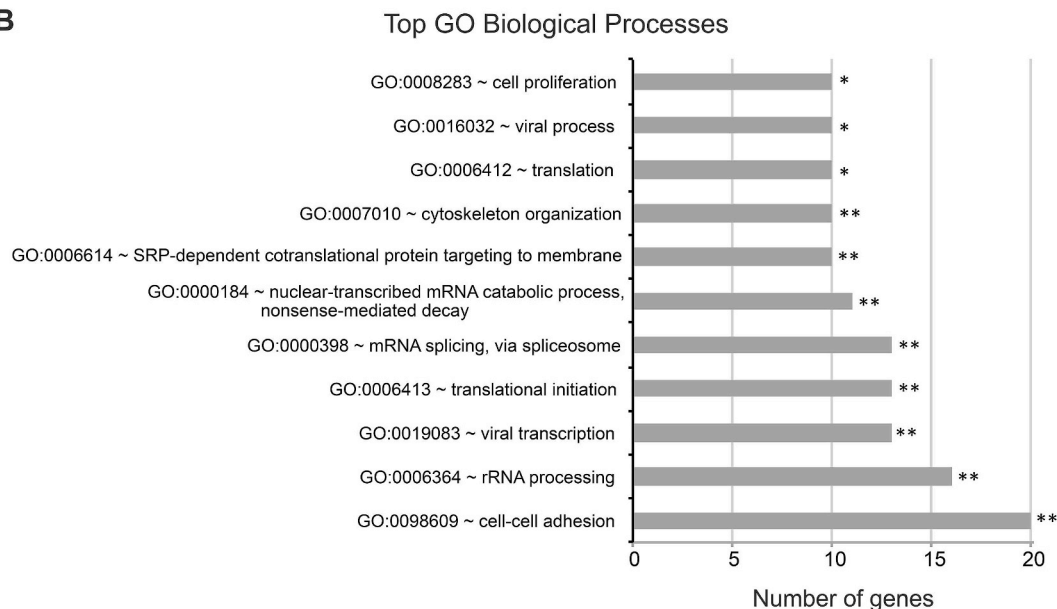 B
Top GO Biological Processes
GO:0008283 ~ cell proliferation *
GO:0016032 ~ viral process *
GO:0006412 ~ translation *
GO:0007010 ~ cytoskeleton organization **
GO:0006614 ~ SRP-dependent cotranslational protein targeting to membrane **
GO:0000184 ~ nuclear-transcribed mRNA catabolic process,
nonsense-mediated decay **
GO:0000398 ~ mRNA splicing, via spliceosome **
GO:0006413 ~ translational initiation **
GO:0019083 ~ viral transcription **
GO:0006364 ~ rRNA processing **
GO:0098609 ~ cell-cell adhesion **
0 5 10 15 20
Number of genes